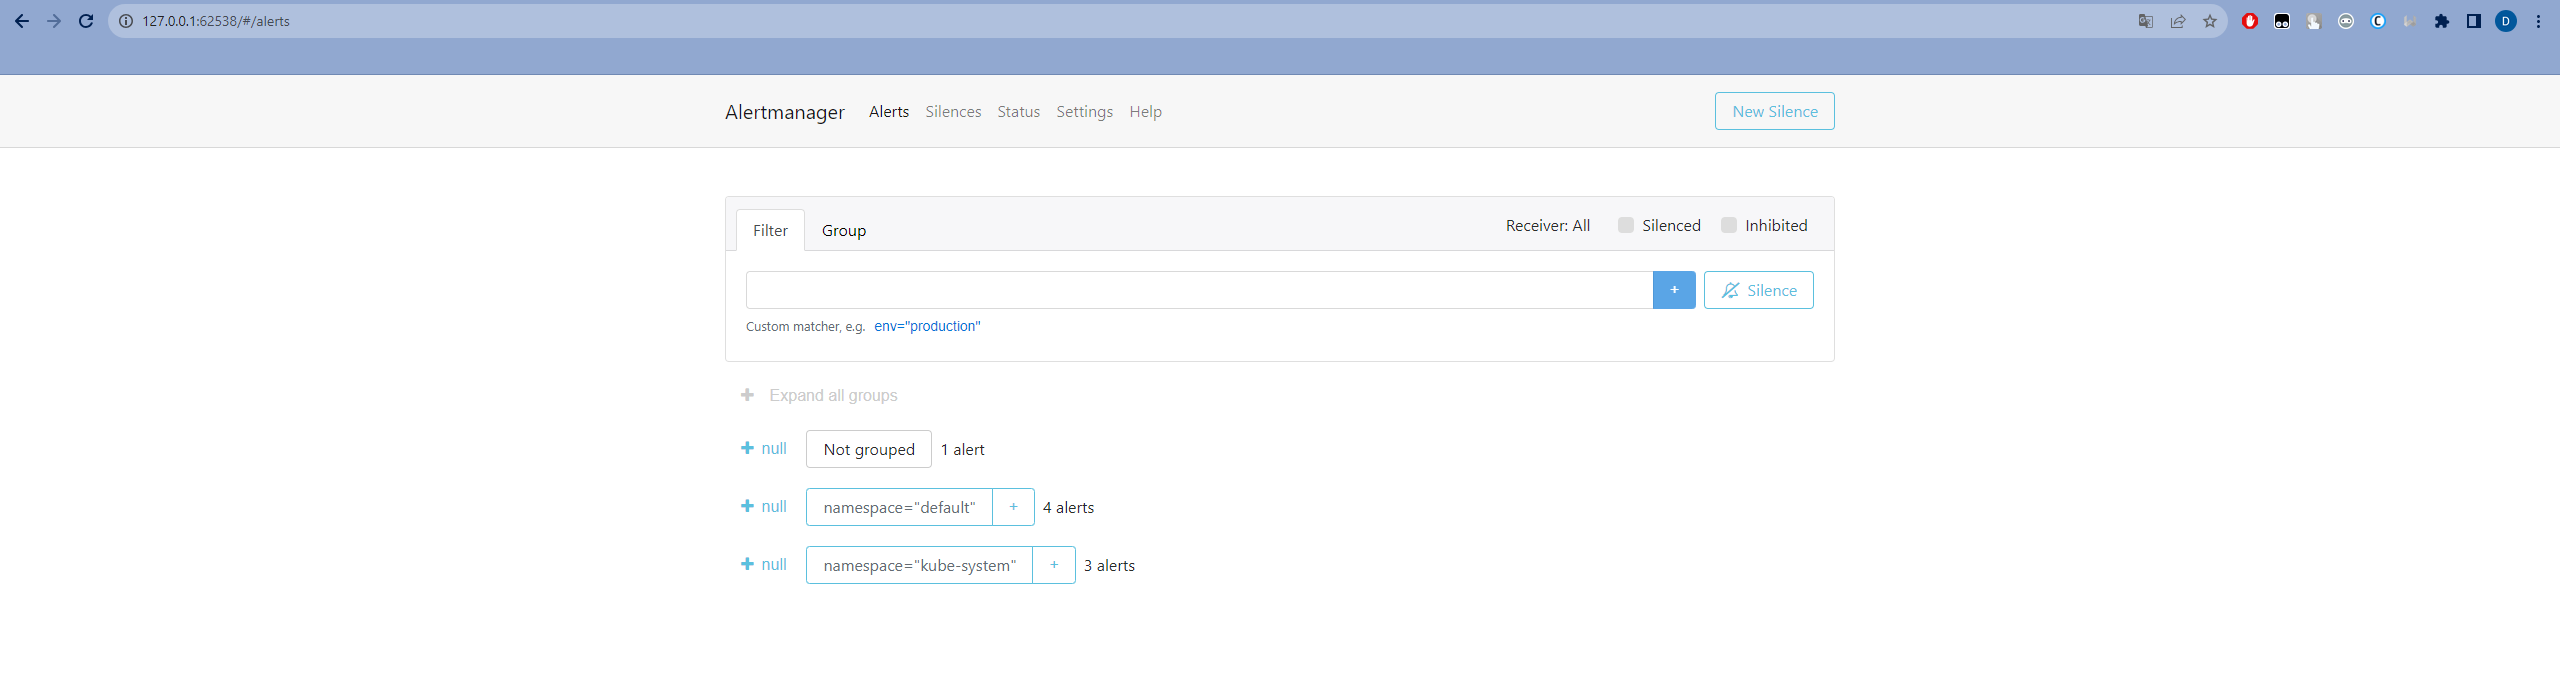 127.0.0.1:62538/#/alerts
D
Alertmanager Alerts Silences Status Settings Help New Silence
Filter Group Receiver: All Silenced Inhibited
+ Silence
Custom matcher, e.g. env="production"
+ Expand all groups
+ null Not grouped 1 alert
+ null namespace="default" + 4 alerts
+ null namespace="kube-system" + 3 alerts